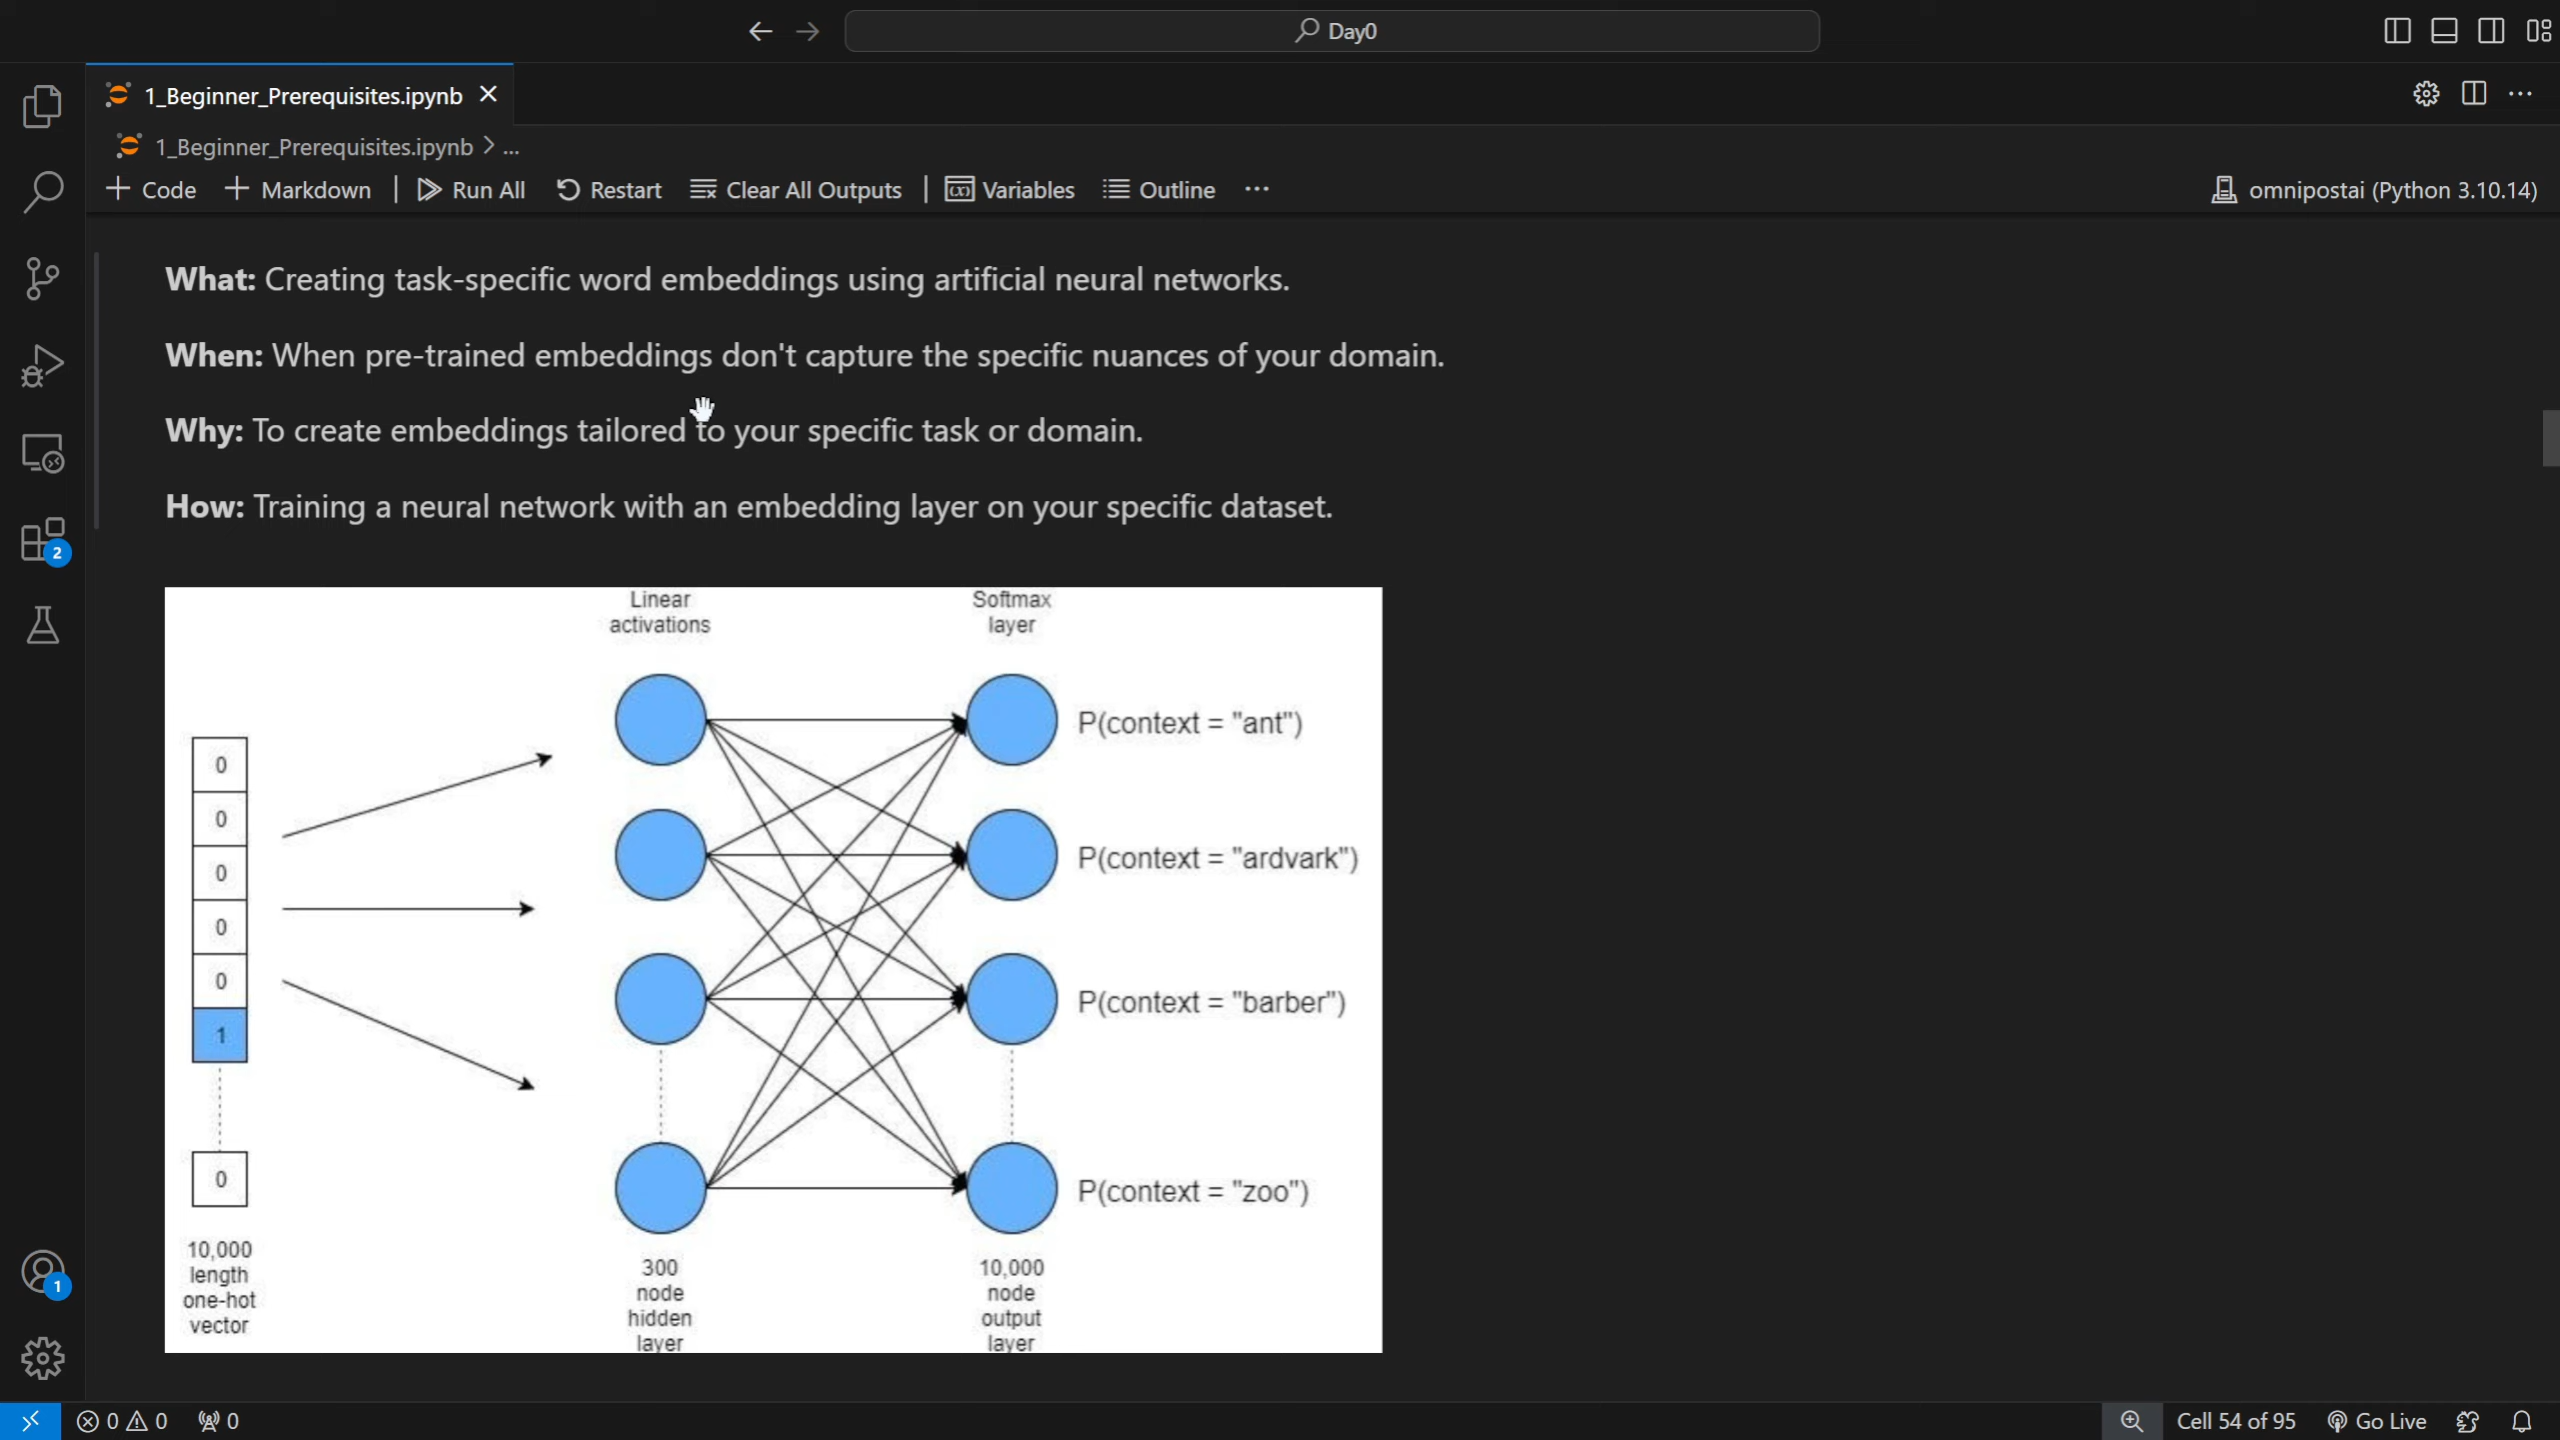 Day0
1_Beginner_Prerequisites.ipynb
1_Beginner_Prerequisites.ipynb > ...
Code
Markdown
Run All
Restart
Clear All Outputs
Variables
Outline
...
omnipostai (Python 3.10.14)
What: Creating task-specific word embeddings using artificial neural networks.
When: When pre-trained embeddings don't capture the specific nuances of your domain.
Why: To create embeddings tailored to your specific task or domain.
How: Training a neural network with an embedding layer on your specific dataset.
2
Linear
activations
Softmax
layer
P(context = "ant")
P(context = "ardvark")
P(context = "barber")
P(context = "zoo")
0
0
0
0
0
1
0
10,000
length
one-hot
vector
300
node
hidden
layer
10,000
node
output
layer
1
0
0
0
Cell 54 of 95
Go Live